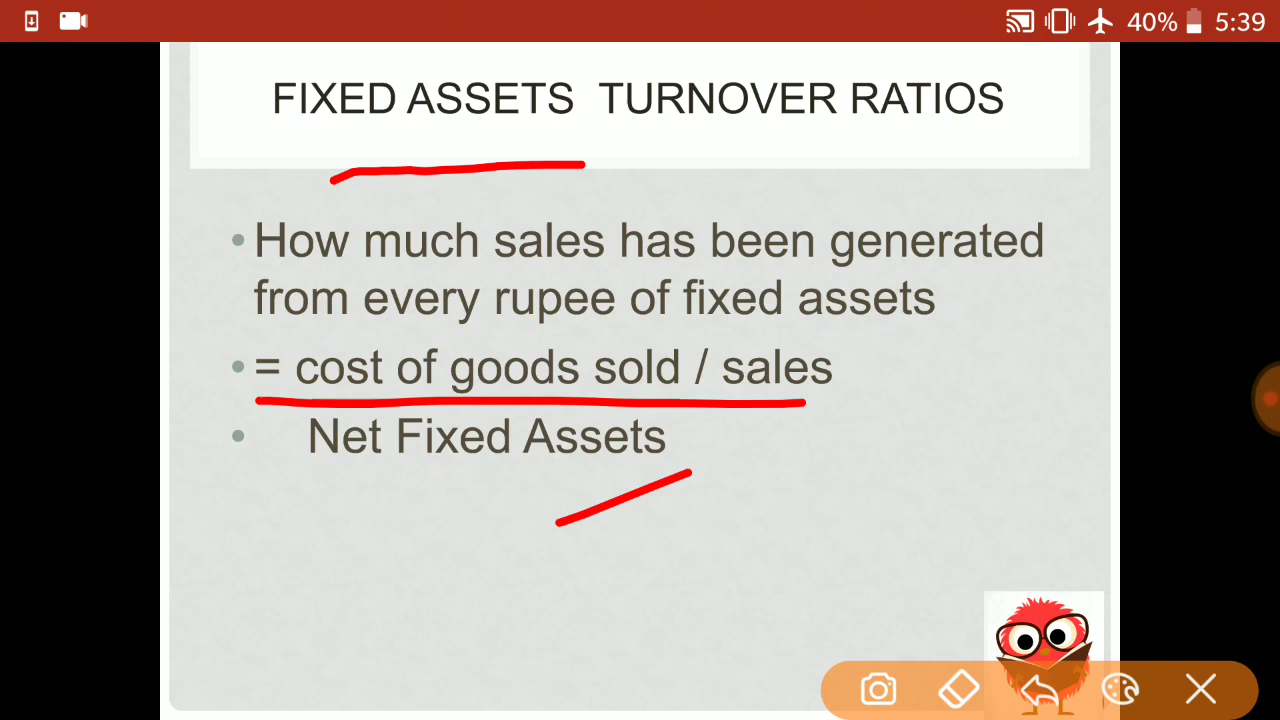 40% 5:39
FIXED ASSETS TURNOVER RATIOS
• How much sales has been generated
from every rupee of fixed assets
• = cost of goods sold / sales
• Net Fixed Assets